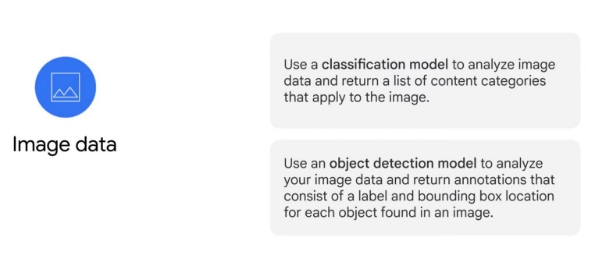 Image data
Use a classification model to analyze image
data and return a list of content categories
that apply to the image.
Use an object detection model to analyze
your image data and return annotations that
consist of a label and bounding box location
for each object found in an image.